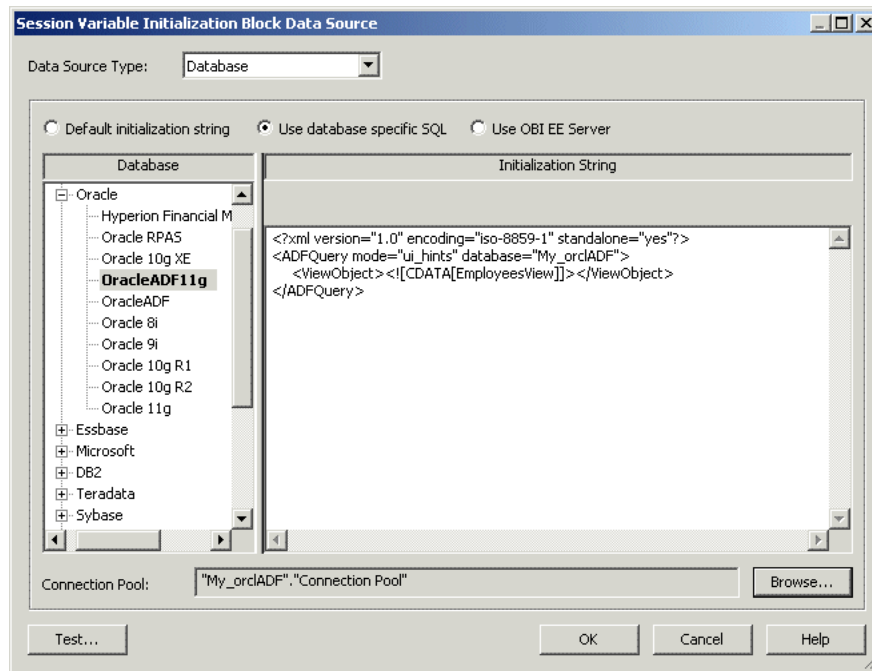 Session Variable Initialization Block Data Source
Data Source Type: Database
Default initialization string Use database specific SQL Use OBI EE Server
Database Initialization String
Oracle
Hyperion Financial M
Oracle RPAS
Oracle 10g XE
OracleADF11g
OracleADF
Oracle 8i
Oracle 9i
Oracle 10g R1
Oracle 10g R2
Oracle 11g
Essbase
Microsoft
DB2
Teradata
Sybase
<?xml version="1.0" encoding="iso-8859-1" standalone="yes"?>
<ADFQuery mode="ui_hints" database="My_orclADF">
<ViewObject><![CDATA[EmployeesView]]></ViewObject>
</ADFQuery>
Connection Pool: "My_orclADF"."Connection Pool" Browse...
Test... OK Cancel Help